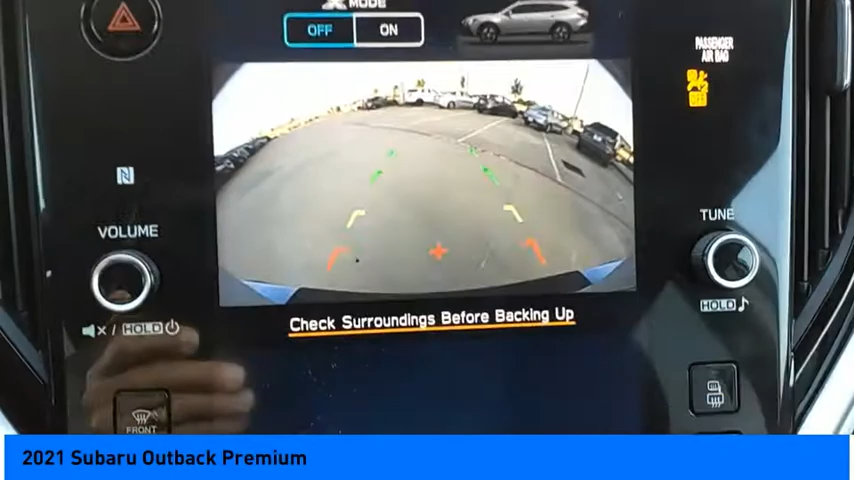 X MODE
OFF ON
PASSENGER
AIR BAG
OFF
N
VOLUME
TUNE
HOLD
HOLD
Check Surroundings Before Backing Up
FRONT
2021 Subaru Outback Premium